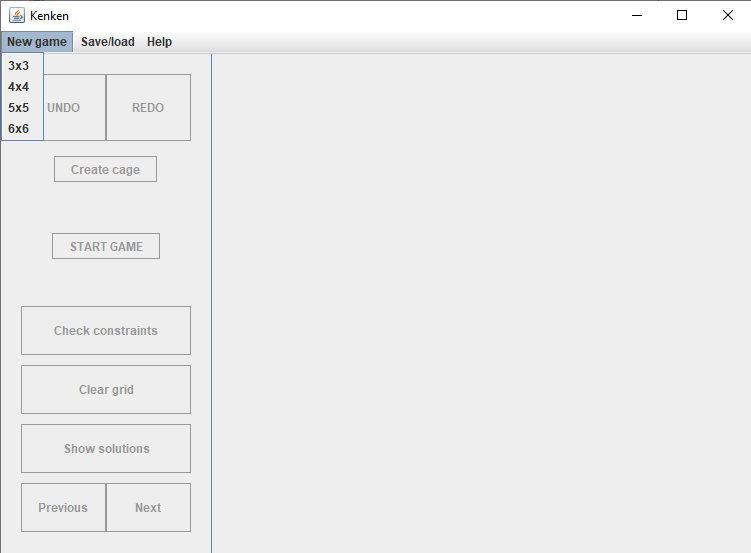 Kenken
New game Save/load Help
3x3
4x4
5x5
6x6
UNDO REDO
Create cage
START GAME
Check constraints
Clear grid
Show solutions
Previous Next